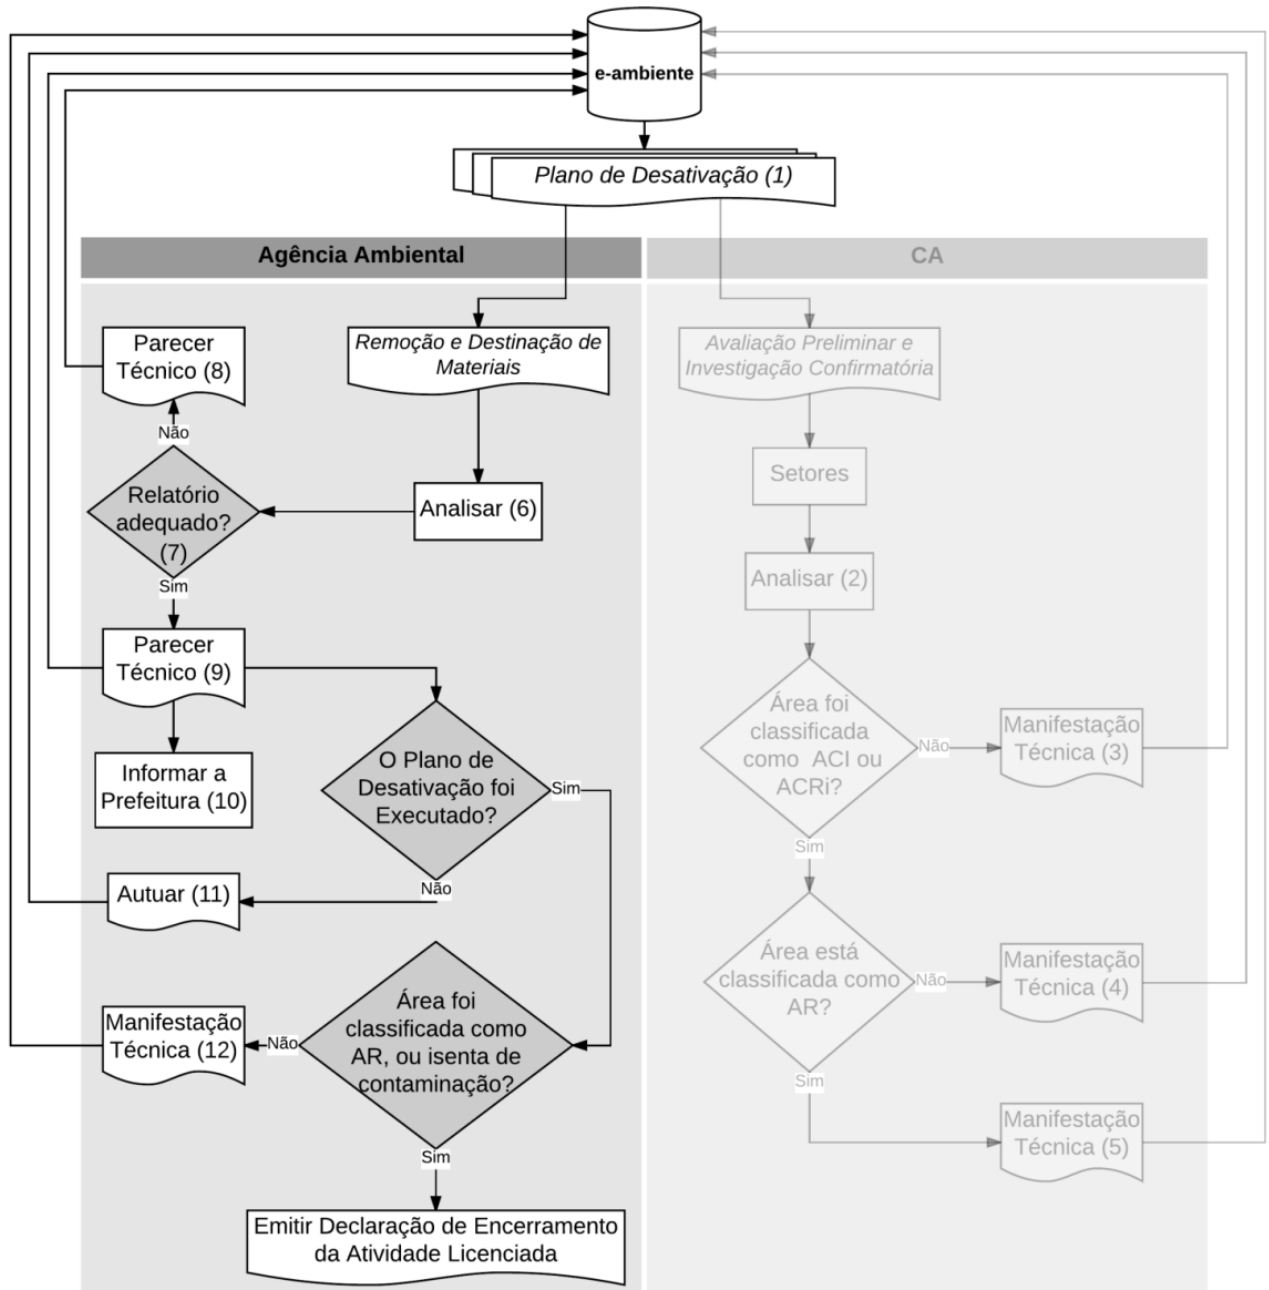 e-ambiente
Plano de Desativação (1)
Agência Ambiental
CA
Parecer
Técnico (8)
Remoção e Destinação de
Materiais
Avaliação Preliminar e
Investigação Confirmatória
Não
Relatório
adequado?
(7)
Analisar (6)
Setores
Sim
Analisar (2)
Parecer
Técnico (9)
Área foi
classificada
como ACI ou
ACRi?
Não
Manifestação
Técnica (3)
Informar a
Prefeitura (10)
O Plano de
Desativação foi
Executado?
Sim
Sim
Autuar (11)
Não
Área está
classificada como
AR?
Não
Manifestação
Técnica (4)
Manifestação
Técnica (12)
Não
Área foi
classificada como
AR, ou isenta de
contaminação?
Sim
Manifestação
Técnica (5)
Sim
Emitir Declaração de Encerramento
da Atividade Licenciada